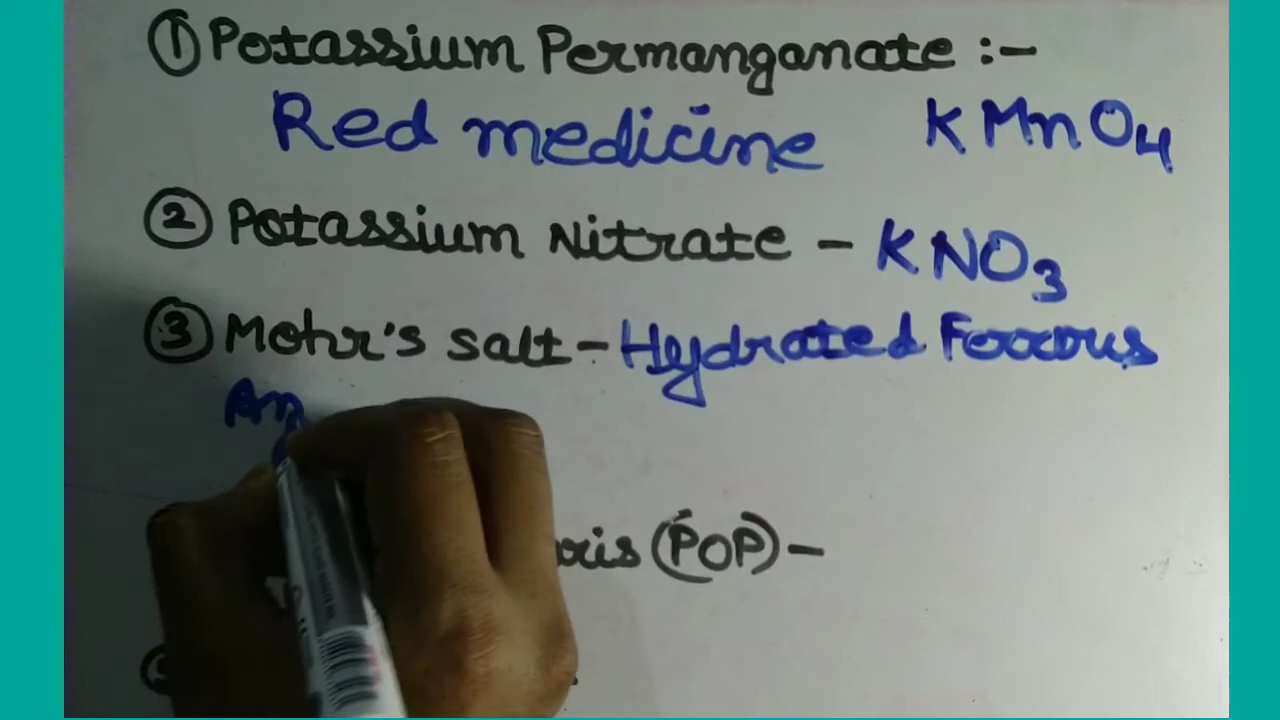 ① Potassium Permanganate :-
Red medicine KMnO4
② Potassium Nitrate - KNO3
③ Mohr's salt - Hydrated Ferrous
(POP) -